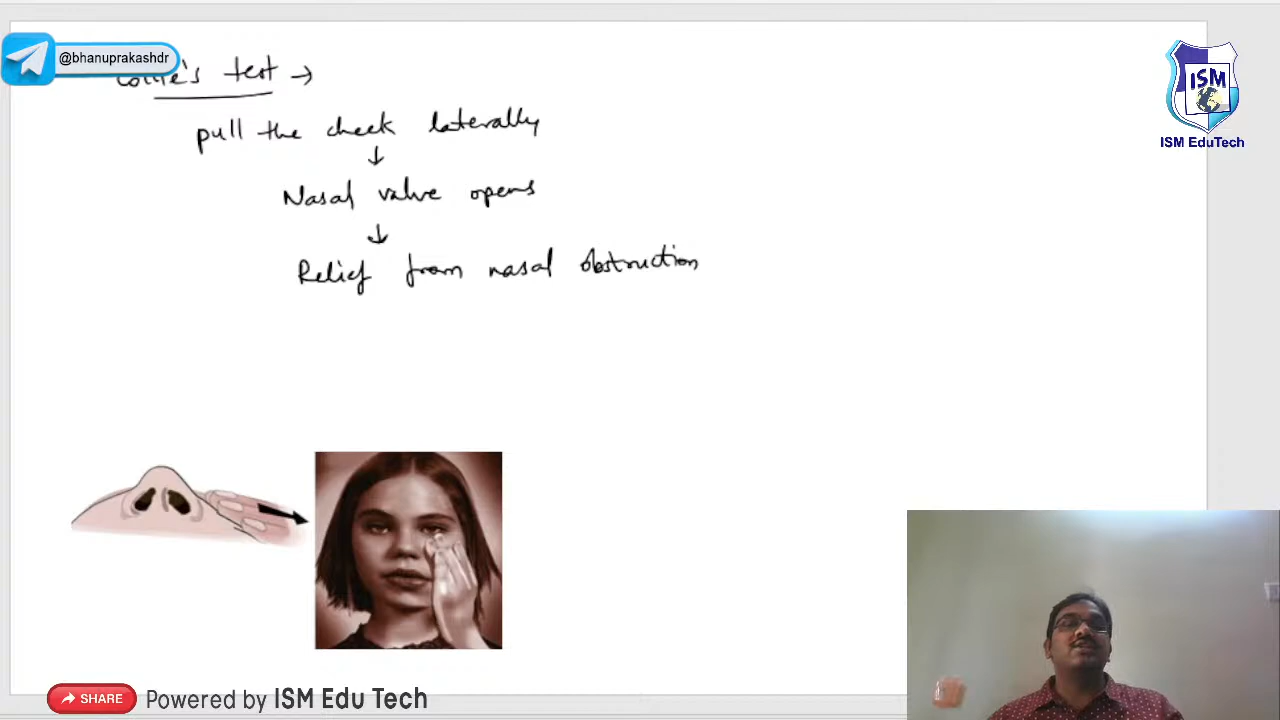 @bhanuprakashdr
test →
pull the cheek laterally
↓
Nasal valve opens
↓
Relief from nasal obstruction
ISM
ISM EduTech
SHARE
Powered by ISM Edu Tech